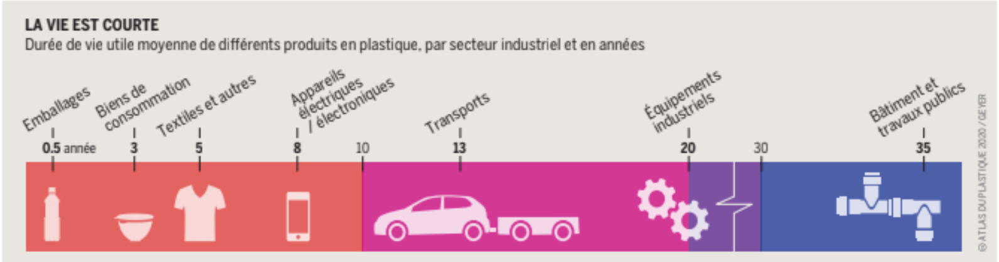 LA VIE EST COURTE
Durée de vie utile moyenne de différents produits en plastique, par secteur industriel et en années
Emballages
Biens de
consommation
Textiles et autres
Appareils
électriques
/ électroniques
Transports
Équipements
industriels
Bâtiment et
travaux publics
0.5 année
3
5
8
10
13
20
30
35
© ATLAS DU PLASTIQUE 2020 / GEYER